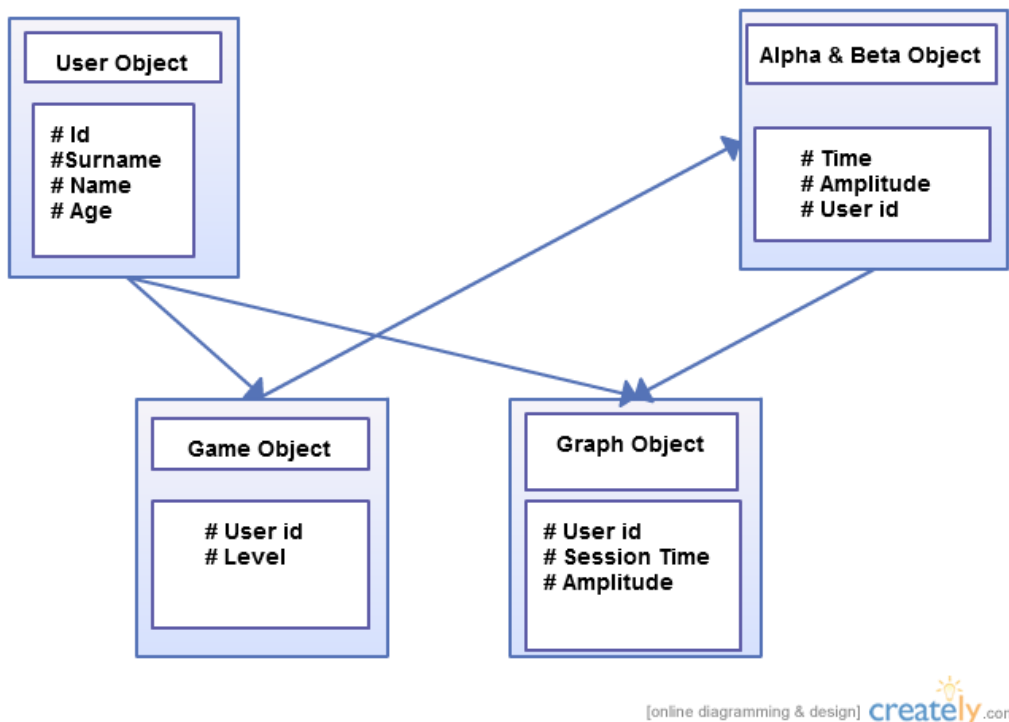 User Object
# Id
#Surname
# Name
# Age
Alpha & Beta Object
# Time
# Amplitude
# User id
Game Object
# User id
# Level
Graph Object
# User id
# Session Time
# Amplitude
[online diagramming & design] creately.com